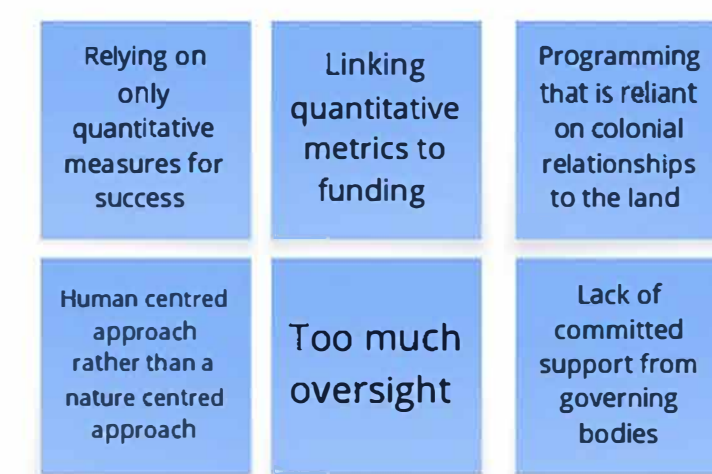 Relying on
only
quantitative
measures for
success
Linking
quantitative
metrics to
funding
Programming
that is reliant
on colonial
relationships
to the land
Human centred
approach
rather than a
nature centred
approach
Too much
oversight
Lack of
committed
support from
governing
bodies